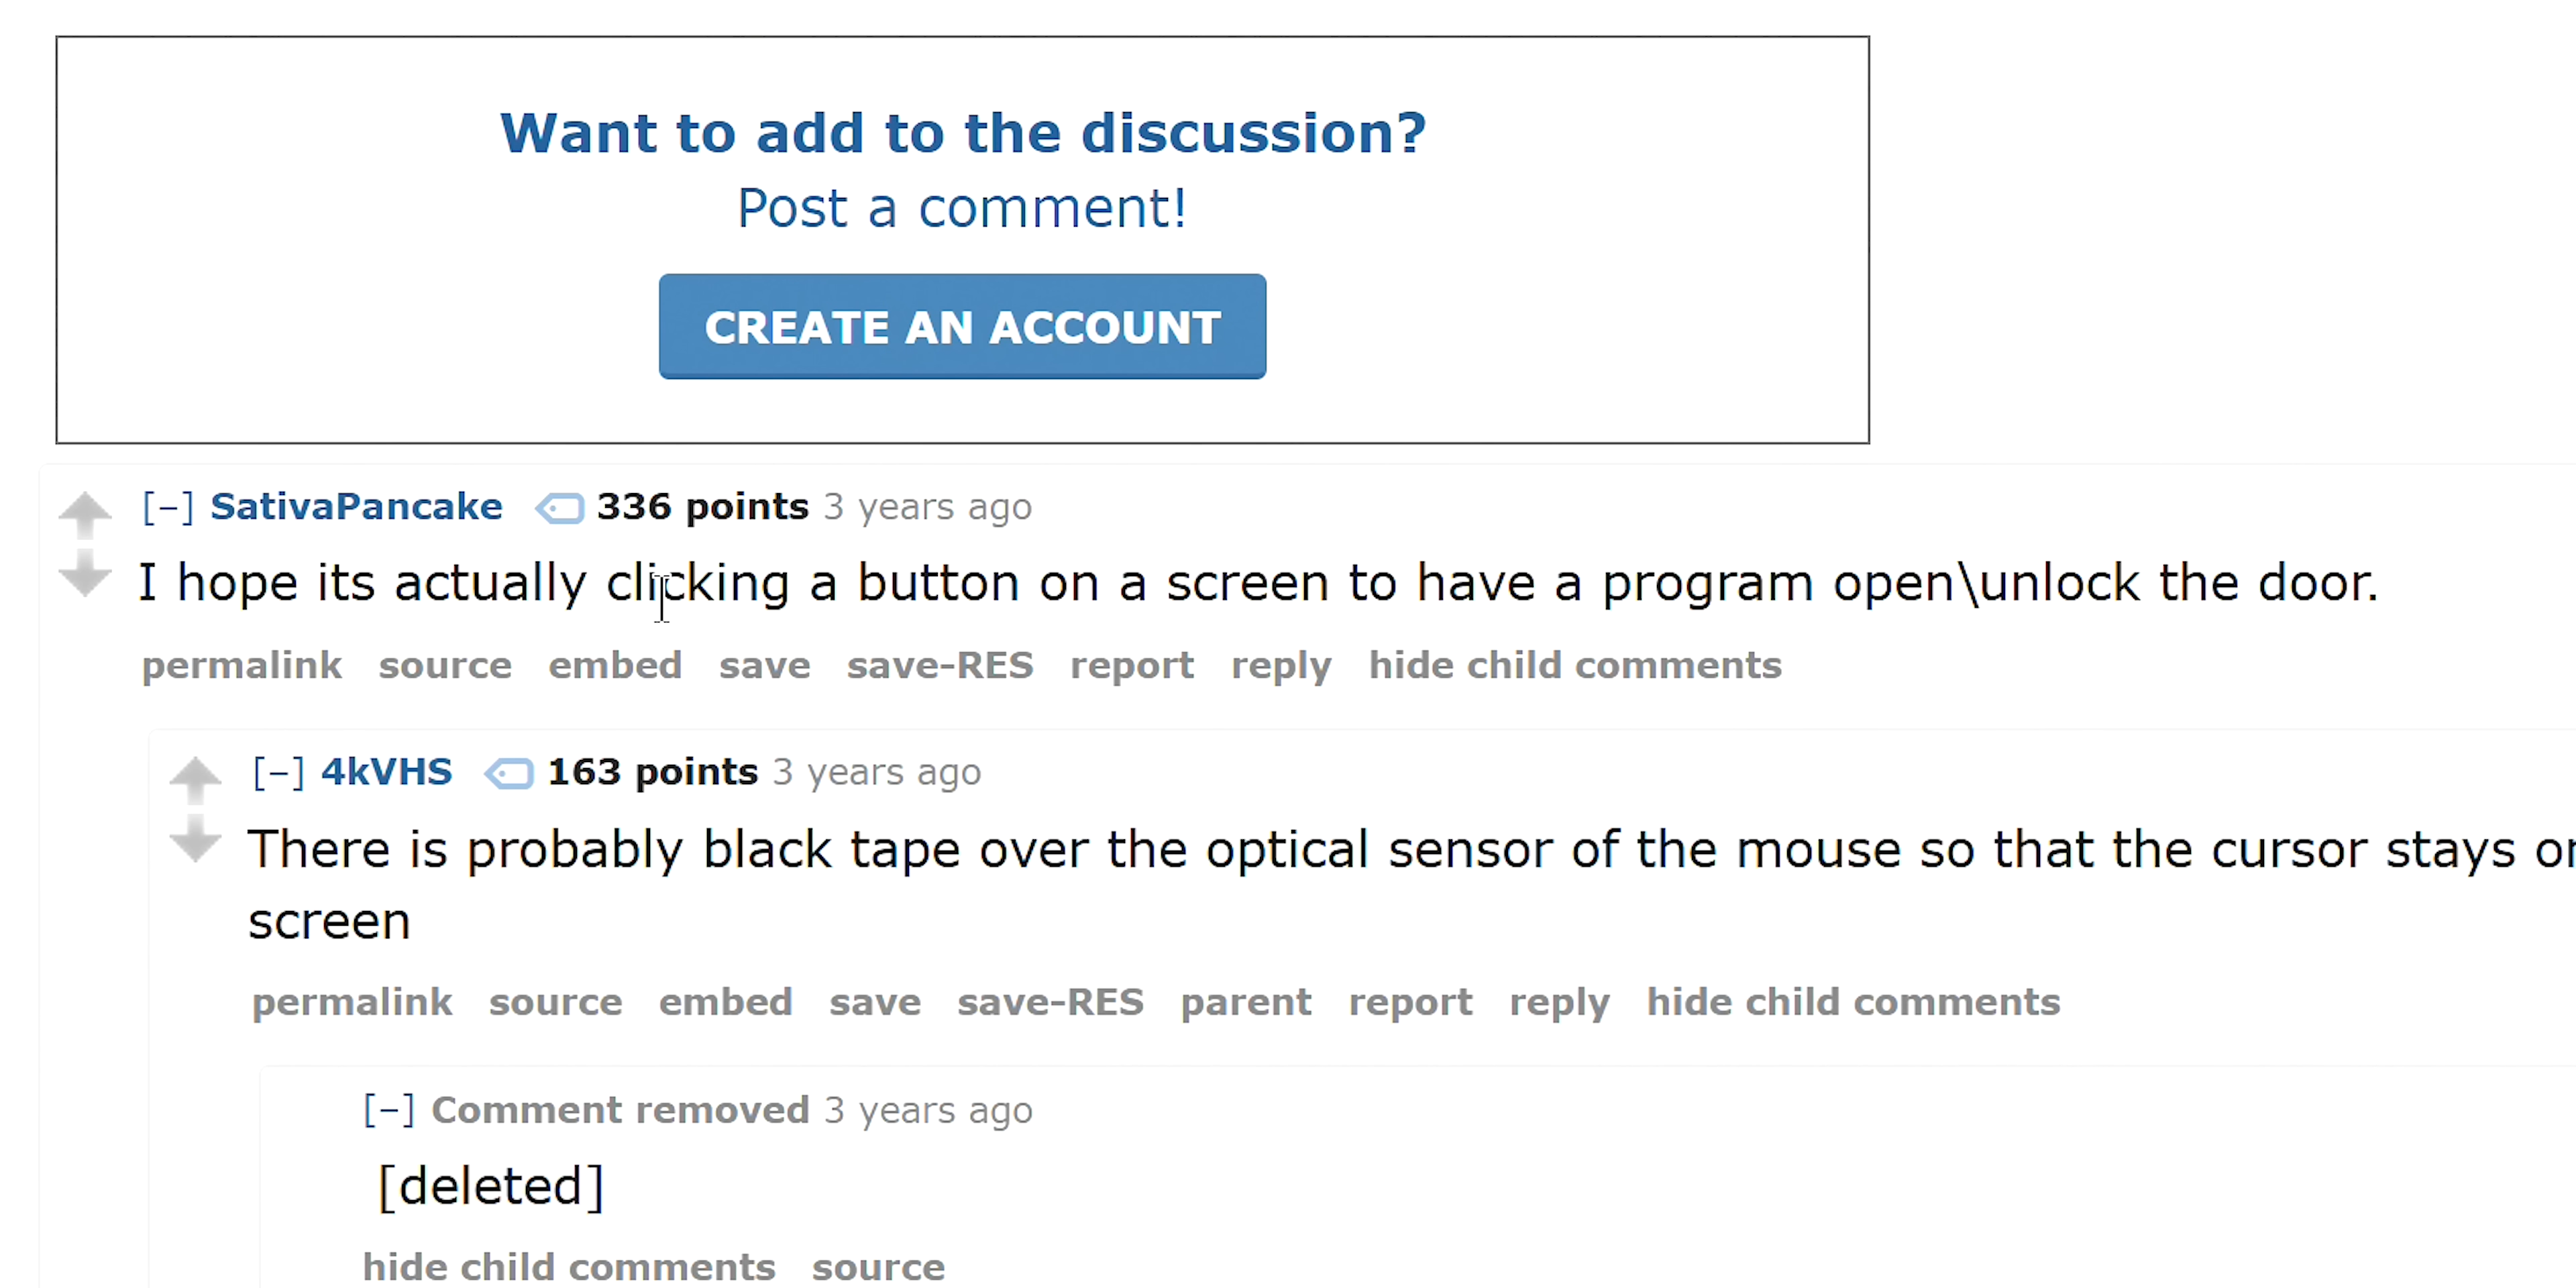 Want to add to the discussion?
Post a comment!
CREATE AN ACCOUNT
[–] SativaPancake 336 points 3 years ago
I hope its actually clicking a button on a screen to have a program open\unlock the door.
permalink source embed save save-RES report reply hide child comments
[–] 4kVHS 163 points 3 years ago
There is probably black tape over the optical sensor of the mouse so that the cursor stays
screen
permalink source embed save save-RES parent report reply hide child comments
[–] Comment removed 3 years ago
[deleted]
hide child comments source